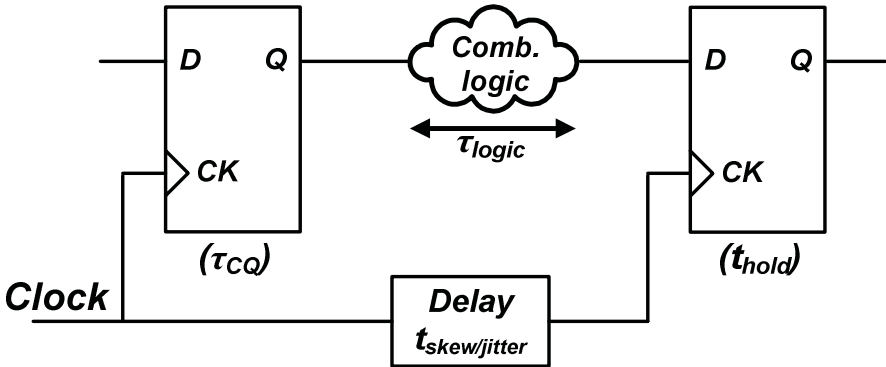 D
Q
Comb.
logic
D
Q
τlogic
CK
CK
(τCQ)
(thold)
Clock
Delay
tskew/jitter